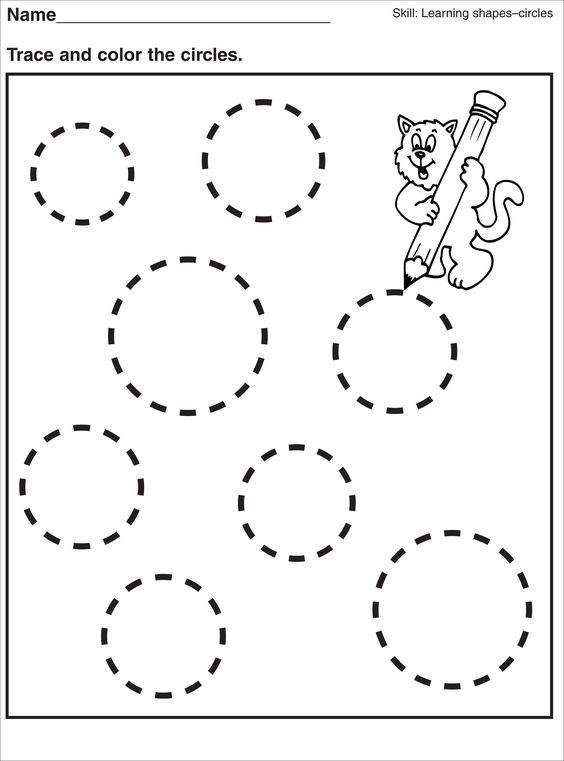 Name
Skill: Learning shapes–circles
Trace and color the circles.